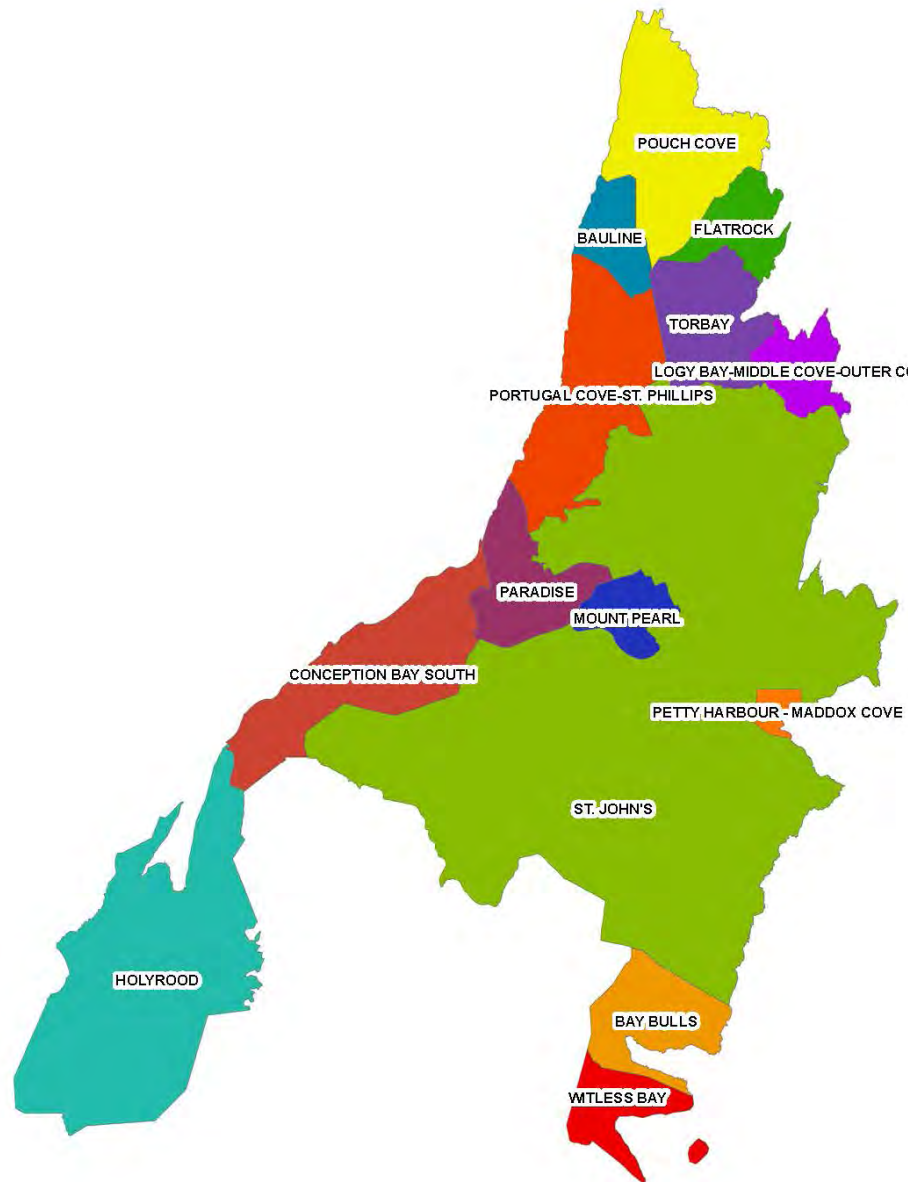 POUCH COVE
FLATROCK
BAULINE
TORBAY
LOGY BAY-MIDDLE COVE-OUTER CO
PORTUGAL COVE-ST. PHILLIPS
PARADISE
MOUNT PEARL
CONCEPTION BAY SOUTH
PETTY HARBOUR - MADDOX COVE
ST. JOHN'S
HOLYROOD
BAY BULLS
WITLESS BAY